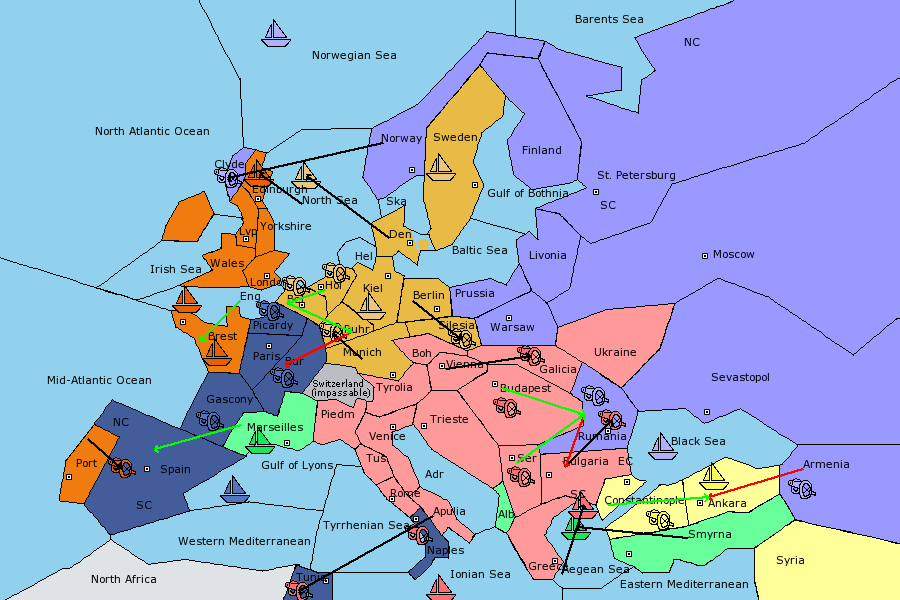 Barents Sea
NC
Norwegian Sea
North Atlantic Ocean
Norway
Sweden
Finland
Clyde
St. Petersburg
Edinburgh
North Sea
Ska
Gulf of Bothnia
SC
Yorkshire
Lvp
Den
Baltic Sea
Moscow
Irish Sea
Wales
Hel
Livonia
London
Hol
Kiel
Berlin
Prussia
Eng
Picardy
Ruhr
Silesia
Warsaw
Brest
Paris
Bur
Munich
Boh
Vienna
Galicia
Ukraine
Mid-Atlantic Ocean
Switzerland
(impassable)
Tyrolia
Budapest
Sevastopol
Gascony
Piedm
Trieste
NC
Marseilles
Venice
Rumania
Black Sea
Port
Spain
Gulf of Lyons
Tus
Ser
Bulgaria
EC
Armenia
Adr
Rome
Constantinople
Ankara
SC
Apulia
Alb
SC
Tyrrhenian Sea
Smyrna
Western Mediterranean
Naples
Syria
North Africa
Tunis
Ionian Sea
Greece
Aegean Sea
Eastern Mediterranean